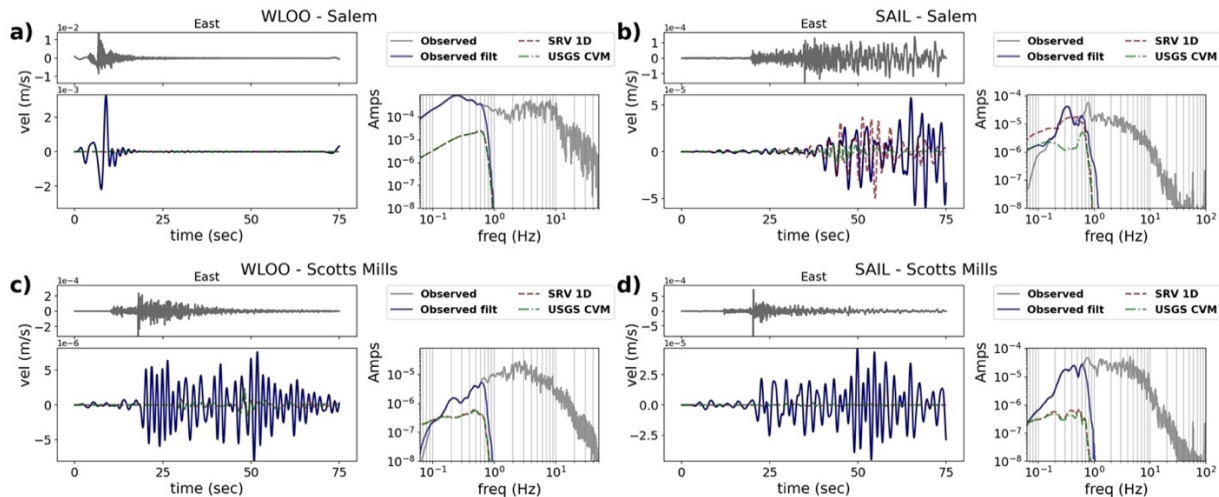 a) WLOO - Salem
East
1e-2
1
0
-1
vel (m/s)
1e-3
2
0
-2
0 25 50 75
time (sec)
Observed SRV 1D
Observed filt USGS CVM
Amps
10⁻⁴
10⁻⁵
10⁻⁶
10⁻⁷
10⁻⁸
10⁻¹ 10⁰ 10¹
freq (Hz)
b) SAIL - Salem
East
1e-4
1
0
-1
vel (m/s)
1e-5
5
0
-5
0 25 50 75
time (sec)
Observed SRV 1D
Observed filt USGS CVM
Amps
10⁻⁴
10⁻⁵
10⁻⁶
10⁻⁷
10⁻⁸
10⁻¹ 10⁰ 10¹ 10²
freq (Hz)
c) WLOO - Scotts Mills
East
1e-4
2
0
-2
vel (m/s)
1e-6
5
0
-5
0 25 50 75
time (sec)
Observed SRV 1D
Observed filt USGS CVM
Amps
10⁻⁵
10⁻⁶
10⁻⁷
10⁻⁸
10⁻¹ 10⁰ 10¹
freq (Hz)
d) SAIL - Scotts Mills
East
1e-4
5
0
-5
vel (m/s)
1e-5
2.5
0.0
-2.5
0 25 50 75
time (sec)
Observed SRV 1D
Observed filt USGS CVM
Amps
10⁻⁴
10⁻⁵
10⁻⁶
10⁻⁷
10⁻⁸
10⁻¹ 10⁰ 10¹ 10²
freq (Hz)